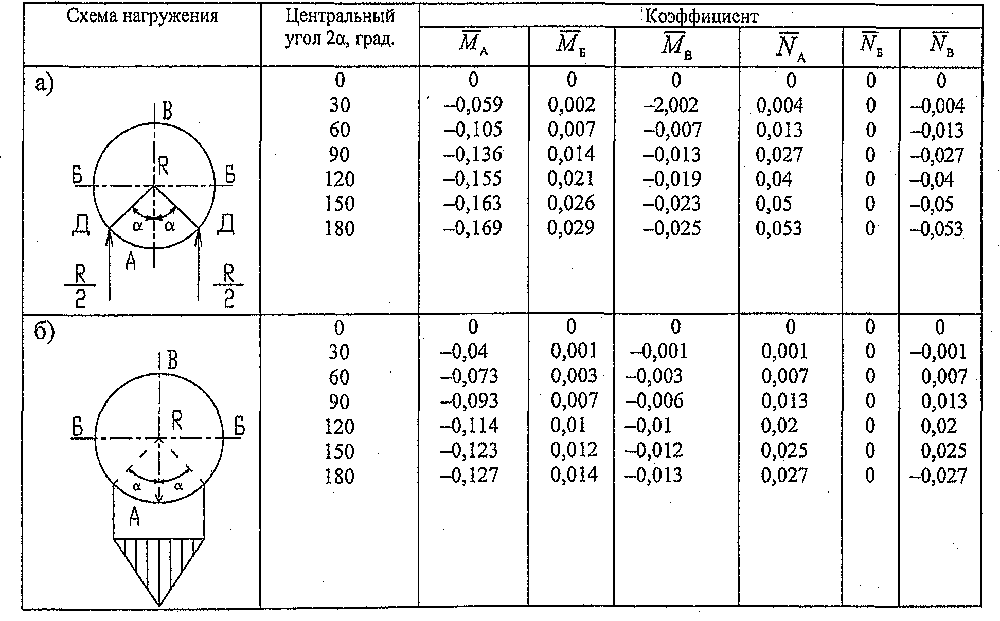 Схема нагружения Центральный угол 2α, град. Коэффициент
M̅А M̅Б M̅В N̅А N̅Б N̅В
а)
0 0 0 0 0 0 0
30 –0,059 0,002 –2,002 0,004 0 –0,004
60 –0,105 0,007 –0,007 0,013 0 –0,013
90 –0,136 0,014 –0,013 0,027 0 –0,027
120 –0,155 0,021 –0,019 0,04 0 –0,04
150 –0,163 0,026 –0,023 0,05 0 –0,05
180 –0,169 0,029 –0,025 0,053 0 –0,053
В
R
Б Б
Д α α Д
А
R/2 R/2
б)
0 0 0 0 0 0 0
30 –0,04 0,001 –0,001 0,001 0 –0,001
60 –0,073 0,003 –0,003 0,007 0 0,007
90 –0,093 0,007 –0,006 0,013 0 0,013
120 –0,114 0,01 –0,01 0,02 0 0,02
150 –0,123 0,012 –0,012 0,025 0 0,025
180 –0,127 0,014 –0,013 0,027 0 –0,027
В
R
Б Б
α α
А